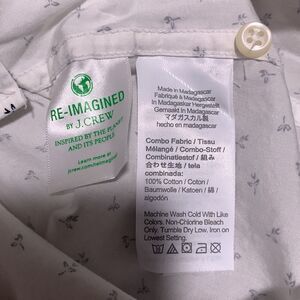 RE-IMAGINED
BY J.CREW
INSPIRED BY THE PLANET
AND ITS PEOPLE
Learn more at
jcrew.com/reimagined
Made in Madagascar
Fabriqué à Madagascar
In Madagaskar Hergestellt
Gemaakt in Madagascar
マダガスカル製
hecho en madagascar
Combo Fabric / Tissu
Mélangé / Combo-Stoff /
Combinatiestof / 組み
合わせ生地 / tela
combinada:
100% Cotton / Coton /
Baumwolle / Katoen / 綿 /
algodón
Machine Wash Cold With Like
Colors. Non-Chlorine Bleach
Only. Tumble Dry Low. Iron on
Lowest Setting.